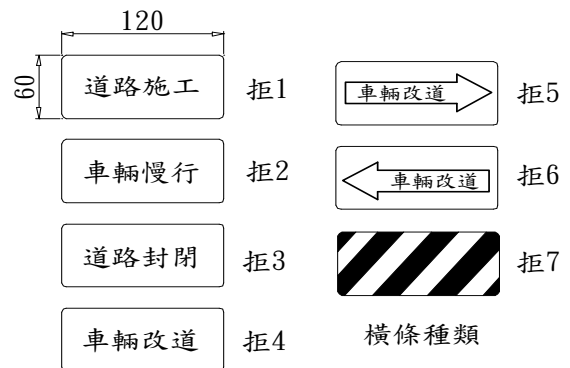 120
60
道路施工 拒1
車輛慢行 拒2
道路封閉 拒3
車輛改道 拒4
車輛改道 拒5
車輛改道 拒6
拒7
橫條種類